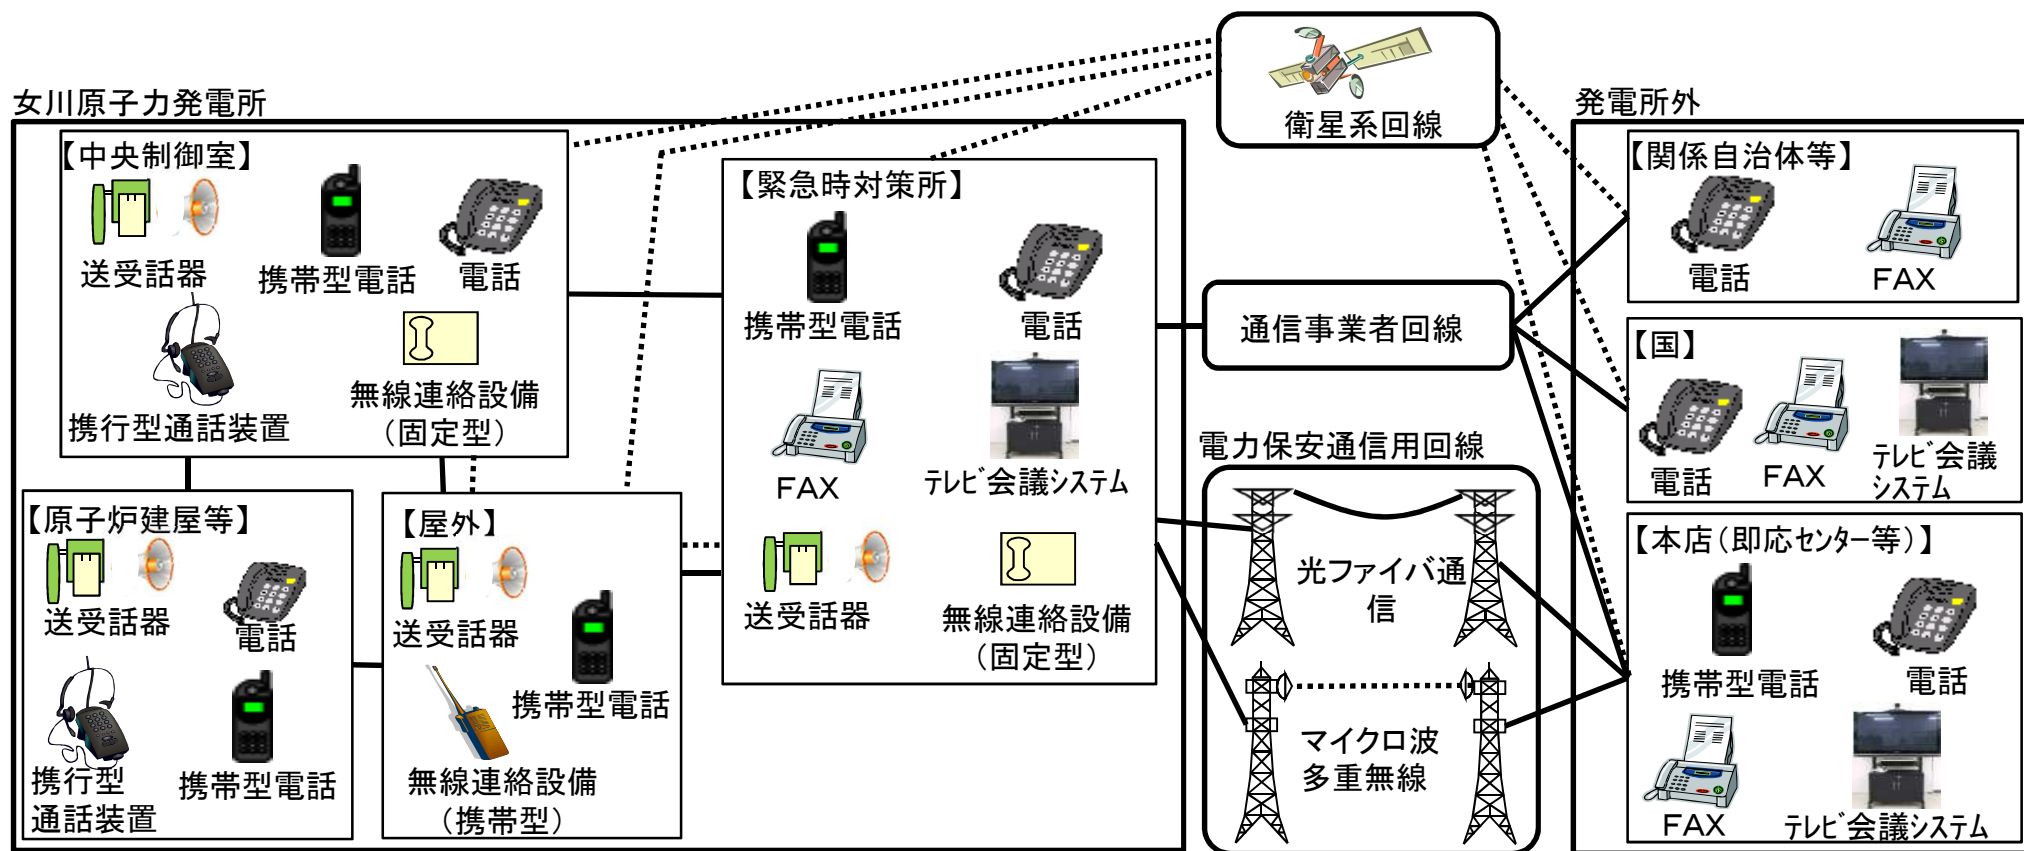 女川原子力発電所
【中央制御室】
送受話器
携帯型電話
電話
携行型通話装置
無線連絡設備
（固定型）
【原子炉建屋等】
送受話器
電話
携行型
通話装置
携帯型電話
【屋外】
送受話器
携帯型電話
無線連絡設備
（携帯型）
【緊急時対策所】
携帯型電話
電話
FAX
テレビ会議システム
送受話器
無線連絡設備
（固定型）
衛星系回線
通信事業者回線
電力保安通信用回線
光ファイバ通
信
マイクロ波
多重無線
発電所外
【関係自治体等】
電話
FAX
【国】
電話
FAX
テレビ会議
システム
【本店（即応センター等）】
携帯型電話
電話
FAX
テレビ会議システム